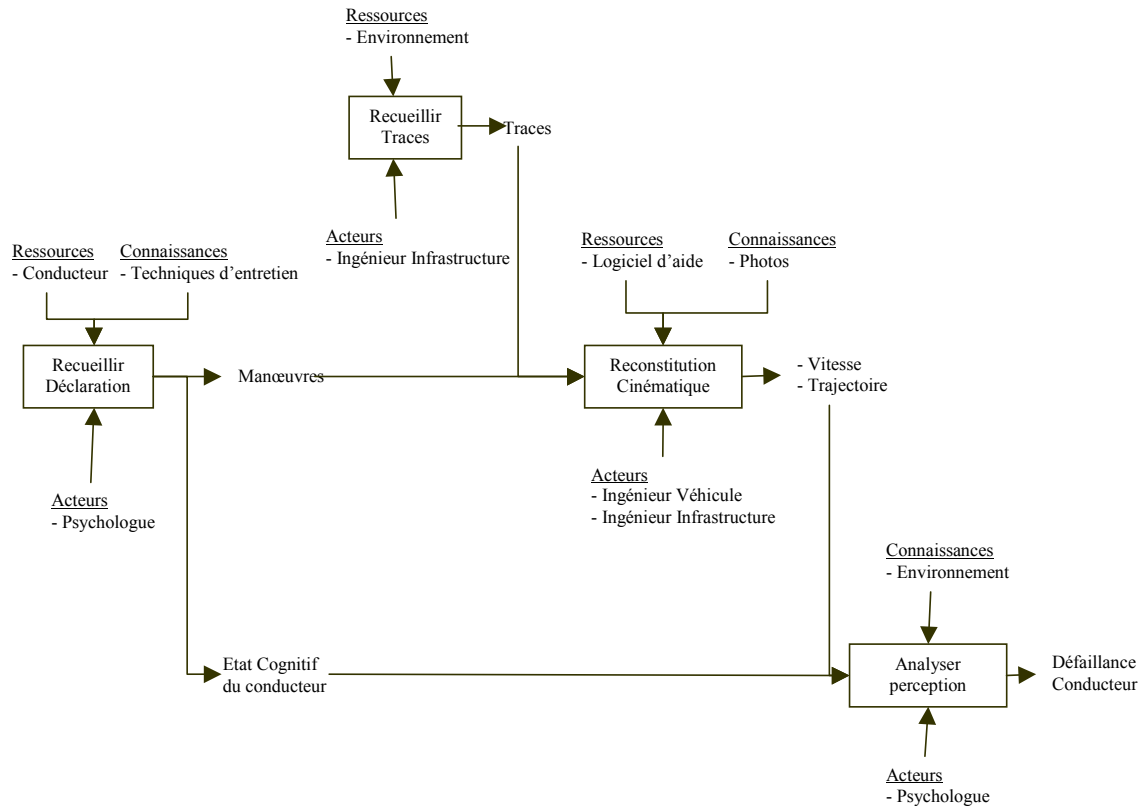 Ressources
- Environnement
Recueillir
Traces
Traces
Acteurs
- Ingénieur Infrastructure
Ressources
- Conducteur
Connaissances
- Techniques d'entretien
Ressources
- Logiciel d'aide
Connaissances
- Photos
Recueillir
Déclaration
Manœuvres
Reconstitution
Cinématique
- Vitesse
- Trajectoire
Acteurs
- Psychologue
Acteurs
- Ingénieur Véhicule
- Ingénieur Infrastructure
Connaissances
- Environnement
Etat Cognitif
du conducteur
Analyser
perception
Défaillance
Conducteur
Acteurs
- Psychologue